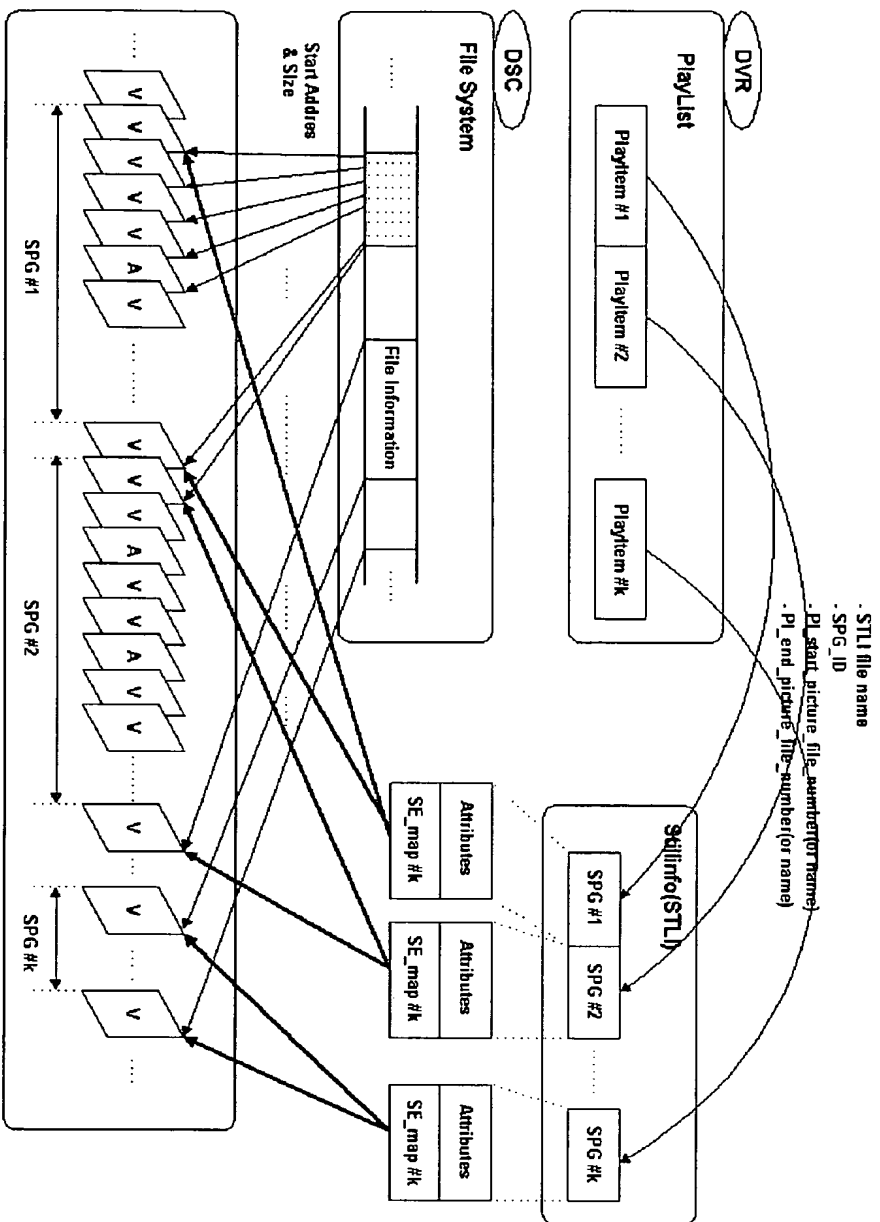 DVR
PlayList
PlayItem #1
PlayItem #2
......
PlayItem #k
- STLI file name
- SPG_ID
- PI_start_picture_file_number(or name)
- PI_end_picture_file_number(or name)
StillInfo(STLI)
SPG #1
SPG #2
......
SPG #k
DSC
File System
......
File Information
......
Attributes
SE_map #k
Attributes
SE_map #k
Attributes
SE_map #k
Start Addres
& Size
V
V
V
V
V
A
V
V
V
V
A
V
V
A
V
V
V
V
V
SPG #1
SPG #2
SPG #k